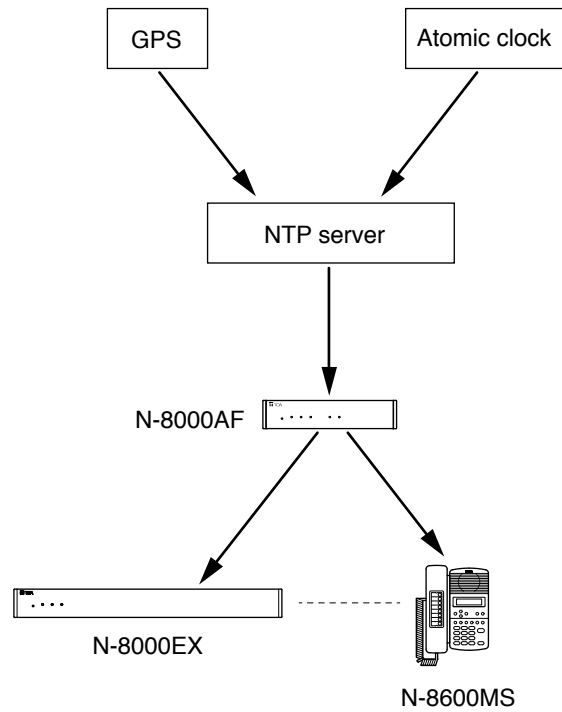 GPS
Atomic clock
NTP server
N-8000AF
N-8000EX
N-8600MS